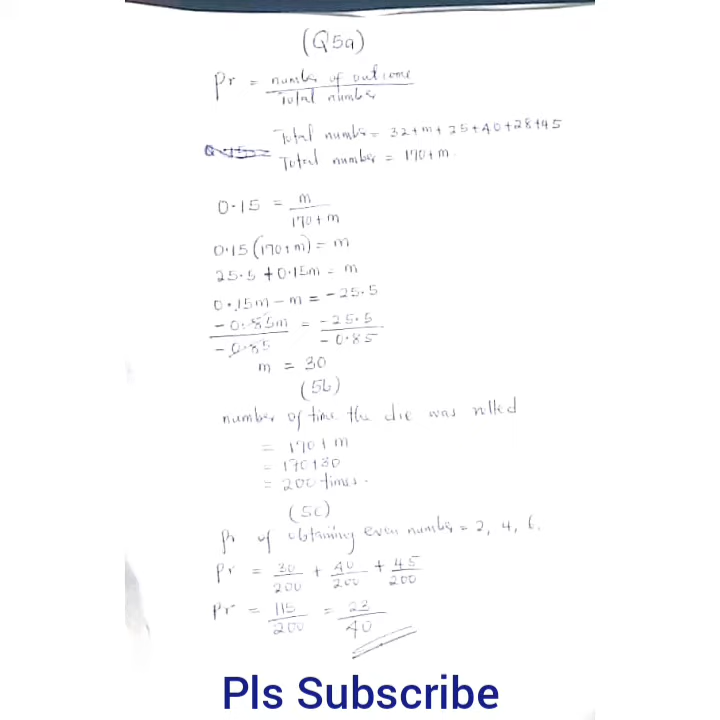 (Q5a)
Pr = number of outcome
Total number
Total number = 32+m+25+40+28+45
Total number = 170+m.
0.15 = m
170+m
0.15(170+m) = m
25.5 + 0.15m = m
0.15m - m = -25.5
-0.85m = -25.5
-0.85 -0.85
m = 30
(5b)
number of time the die was rolled
= 170+m
= 170+30
= 200 times.
(5c)
Pr of obtaining even number = 2, 4, 6.
Pr = 30 + 40 + 45
200 200 200
Pr = 115 = 23
200 40
Pls Subscribe